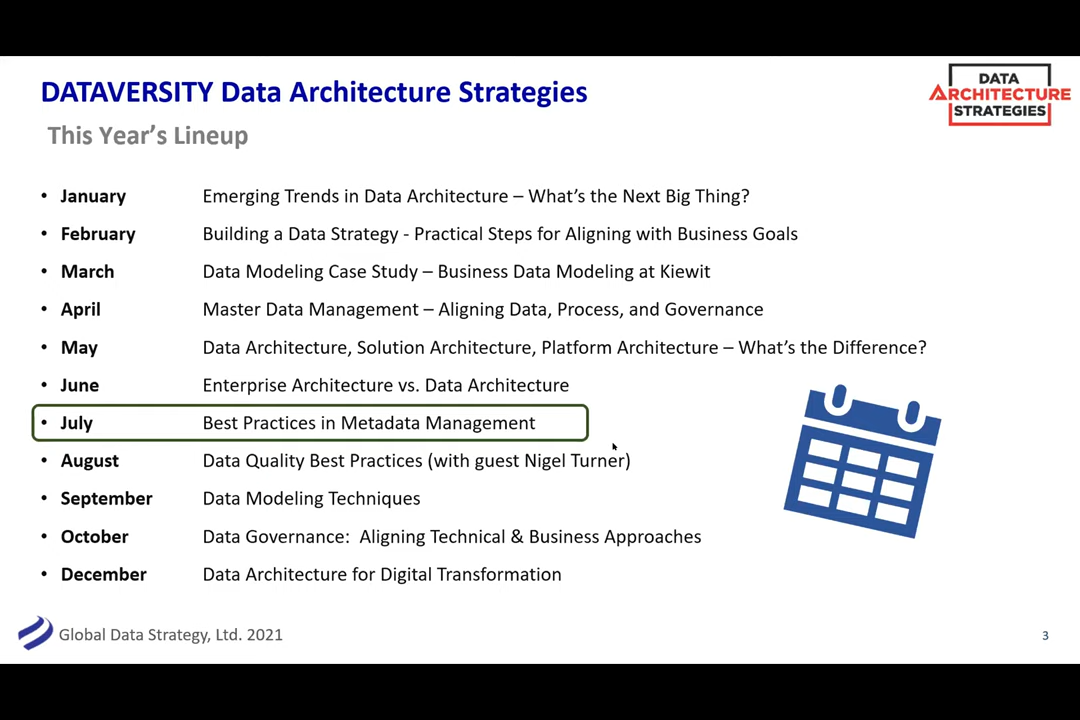 DATAVERSITY Data Architecture Strategies
This Year's Lineup
DATA
ARCHITECTURE
STRATEGIES
• January Emerging Trends in Data Architecture – What's the Next Big Thing?
• February Building a Data Strategy - Practical Steps for Aligning with Business Goals
• March Data Modeling Case Study – Business Data Modeling at Kiewit
• April Master Data Management – Aligning Data, Process, and Governance
• May Data Architecture, Solution Architecture, Platform Architecture – What's the Difference?
• June Enterprise Architecture vs. Data Architecture
• July Best Practices in Metadata Management
• August Data Quality Best Practices (with guest Nigel Turner)
• September Data Modeling Techniques
• October Data Governance: Aligning Technical & Business Approaches
• December Data Architecture for Digital Transformation
Global Data Strategy, Ltd. 2021
3